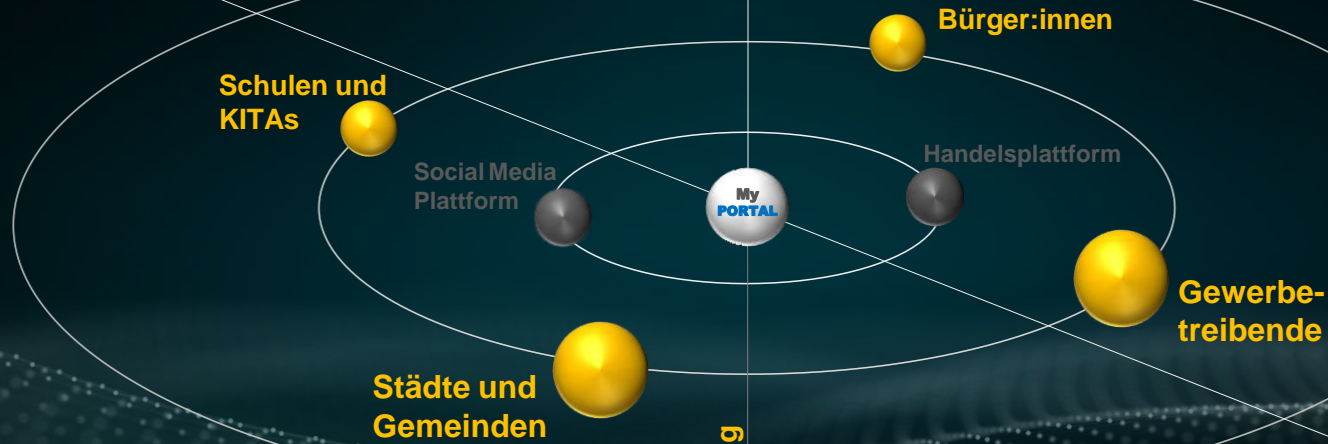 Bürger:innen
Schulen und
KITAs
Handelsplattform
Social Media
Plattform
My
PORTAL
Gewerbe-
treibende
Städte und
Gemeinden
g